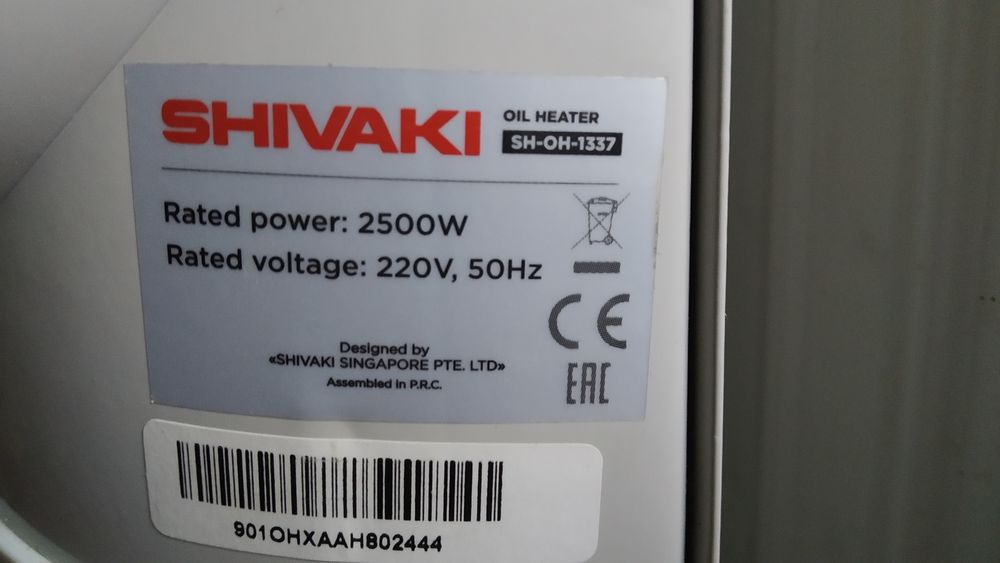 SHIVAKI
OIL HEATER
SH-OH-1337
Rated power: 2500W
Rated voltage: 220V, 50Hz
CE
EAC
Designed by
«SHIVAKI SINGAPORE PTE. LTD»
Assembled in P.R.C.
901OHXAAH802444